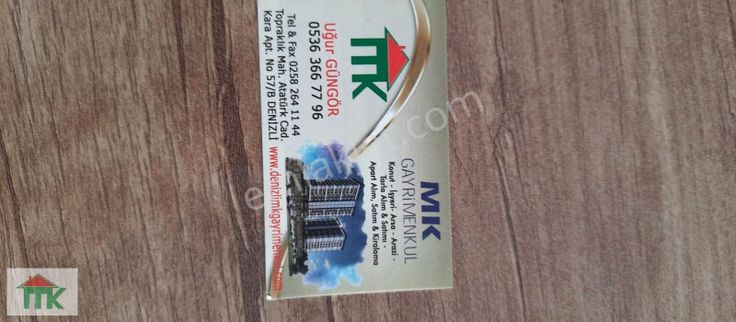 MK
MK
GAYRİMENKUL
Konut - İşyeri - Arsa - Arazi -
Tarla Alım & Satımı -
Apart Alım, Satım & Kiralama
Uğur GÜNGÖR
0536 366 77 96
Tel & Fax 0258 264 11 44
Topraklık Mah. Atatürk Cad.
Kara Apt. No 57/B DENİZLİ
www.denizlimkgayrimenkul.com
MK